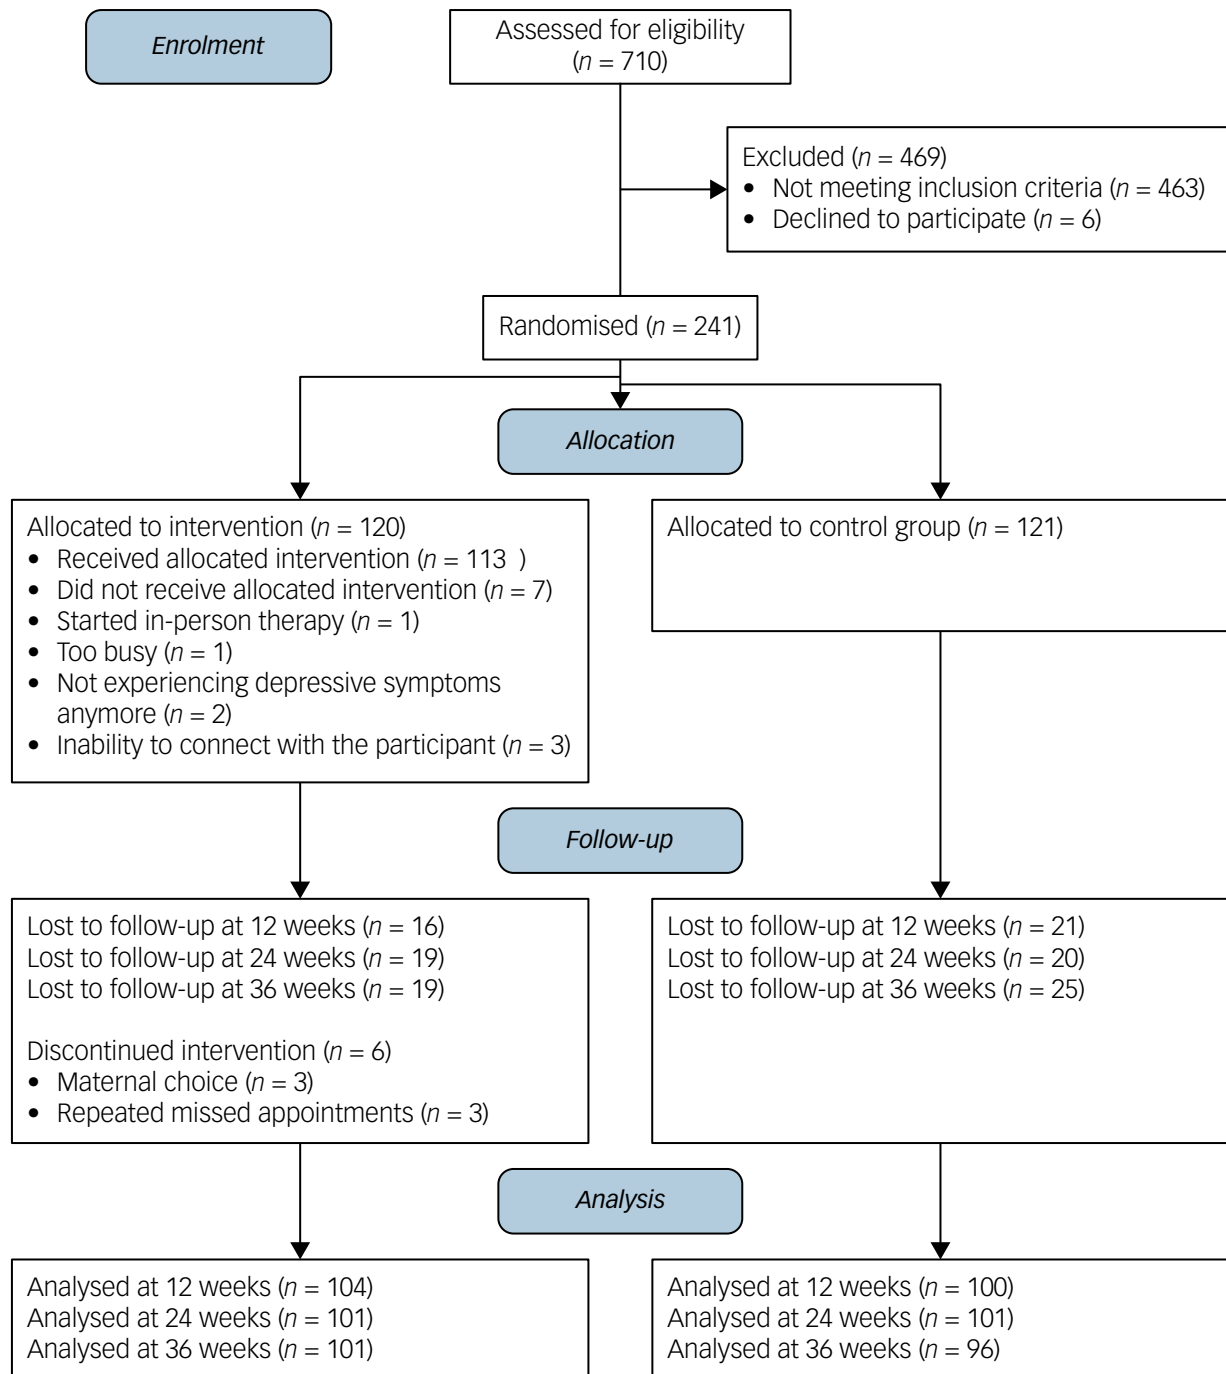 Enrolment
Assessed for eligibility
(n = 710)
Excluded (n = 469)
• Not meeting inclusion criteria (n = 463)
• Declined to participate (n = 6)
Randomised (n = 241)
Allocation
Allocated to intervention (n = 120)
• Received allocated intervention (n = 113 )
• Did not receive allocated intervention (n = 7)
• Started in-person therapy (n = 1)
• Too busy (n = 1)
• Not experiencing depressive symptoms
anymore (n = 2)
• Inability to connect with the participant (n = 3)
Allocated to control group (n = 121)
Follow-up
Lost to follow-up at 12 weeks (n = 16)
Lost to follow-up at 24 weeks (n = 19)
Lost to follow-up at 36 weeks (n = 19)
Discontinued intervention (n = 6)
• Maternal choice (n = 3)
• Repeated missed appointments (n = 3)
Lost to follow-up at 12 weeks (n = 21)
Lost to follow-up at 24 weeks (n = 20)
Lost to follow-up at 36 weeks (n = 25)
Analysis
Analysed at 12 weeks (n = 104)
Analysed at 24 weeks (n = 101)
Analysed at 36 weeks (n = 101)
Analysed at 12 weeks (n = 100)
Analysed at 24 weeks (n = 101)
Analysed at 36 weeks (n = 96)